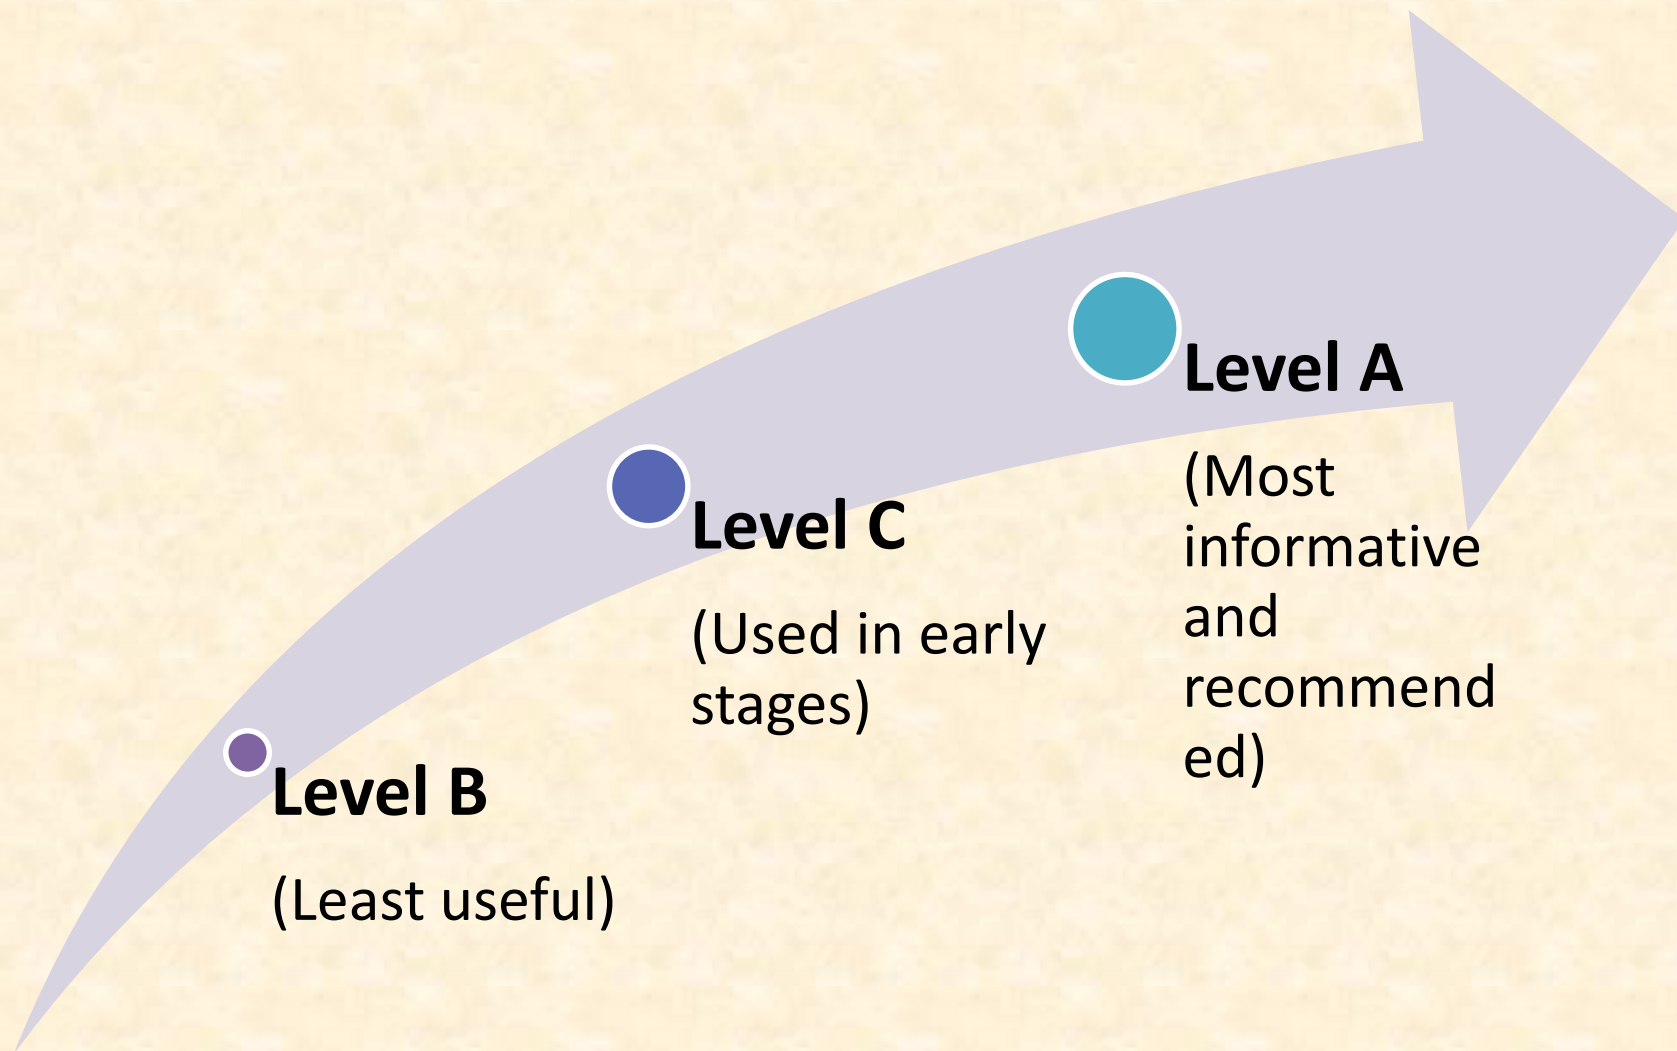 Level B
(Least useful)
Level C
(Used in early
stages)
Level A
(Most
informative
and
recommend
ed)